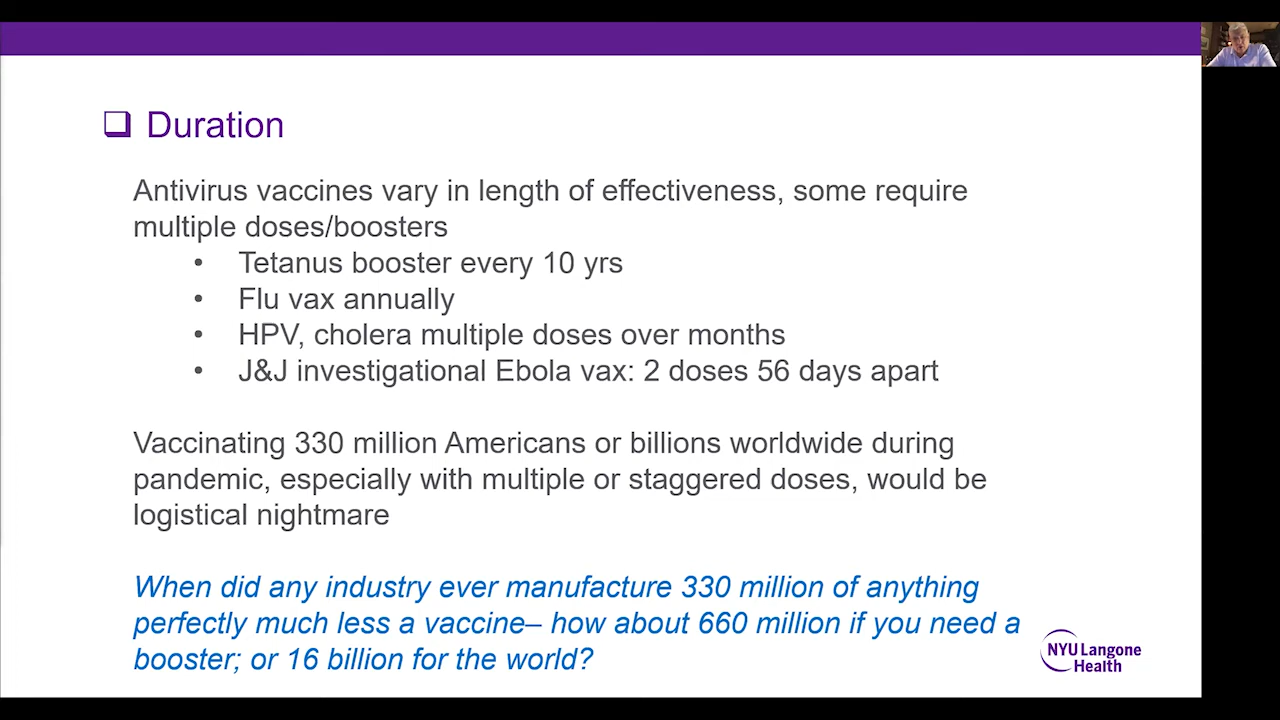 Duration
Antivirus vaccines vary in length of effectiveness, some require
multiple doses/boosters
• Tetanus booster every 10 yrs
• Flu vax annually
• HPV, cholera multiple doses over months
• J&J investigational Ebola vax: 2 doses 56 days apart
Vaccinating 330 million Americans or billions worldwide during
pandemic, especially with multiple or staggered doses, would be
logistical nightmare
When did any industry ever manufacture 330 million of anything
perfectly much less a vaccine– how about 660 million if you need a
booster; or 16 billion for the world?
NYU Langone
Health